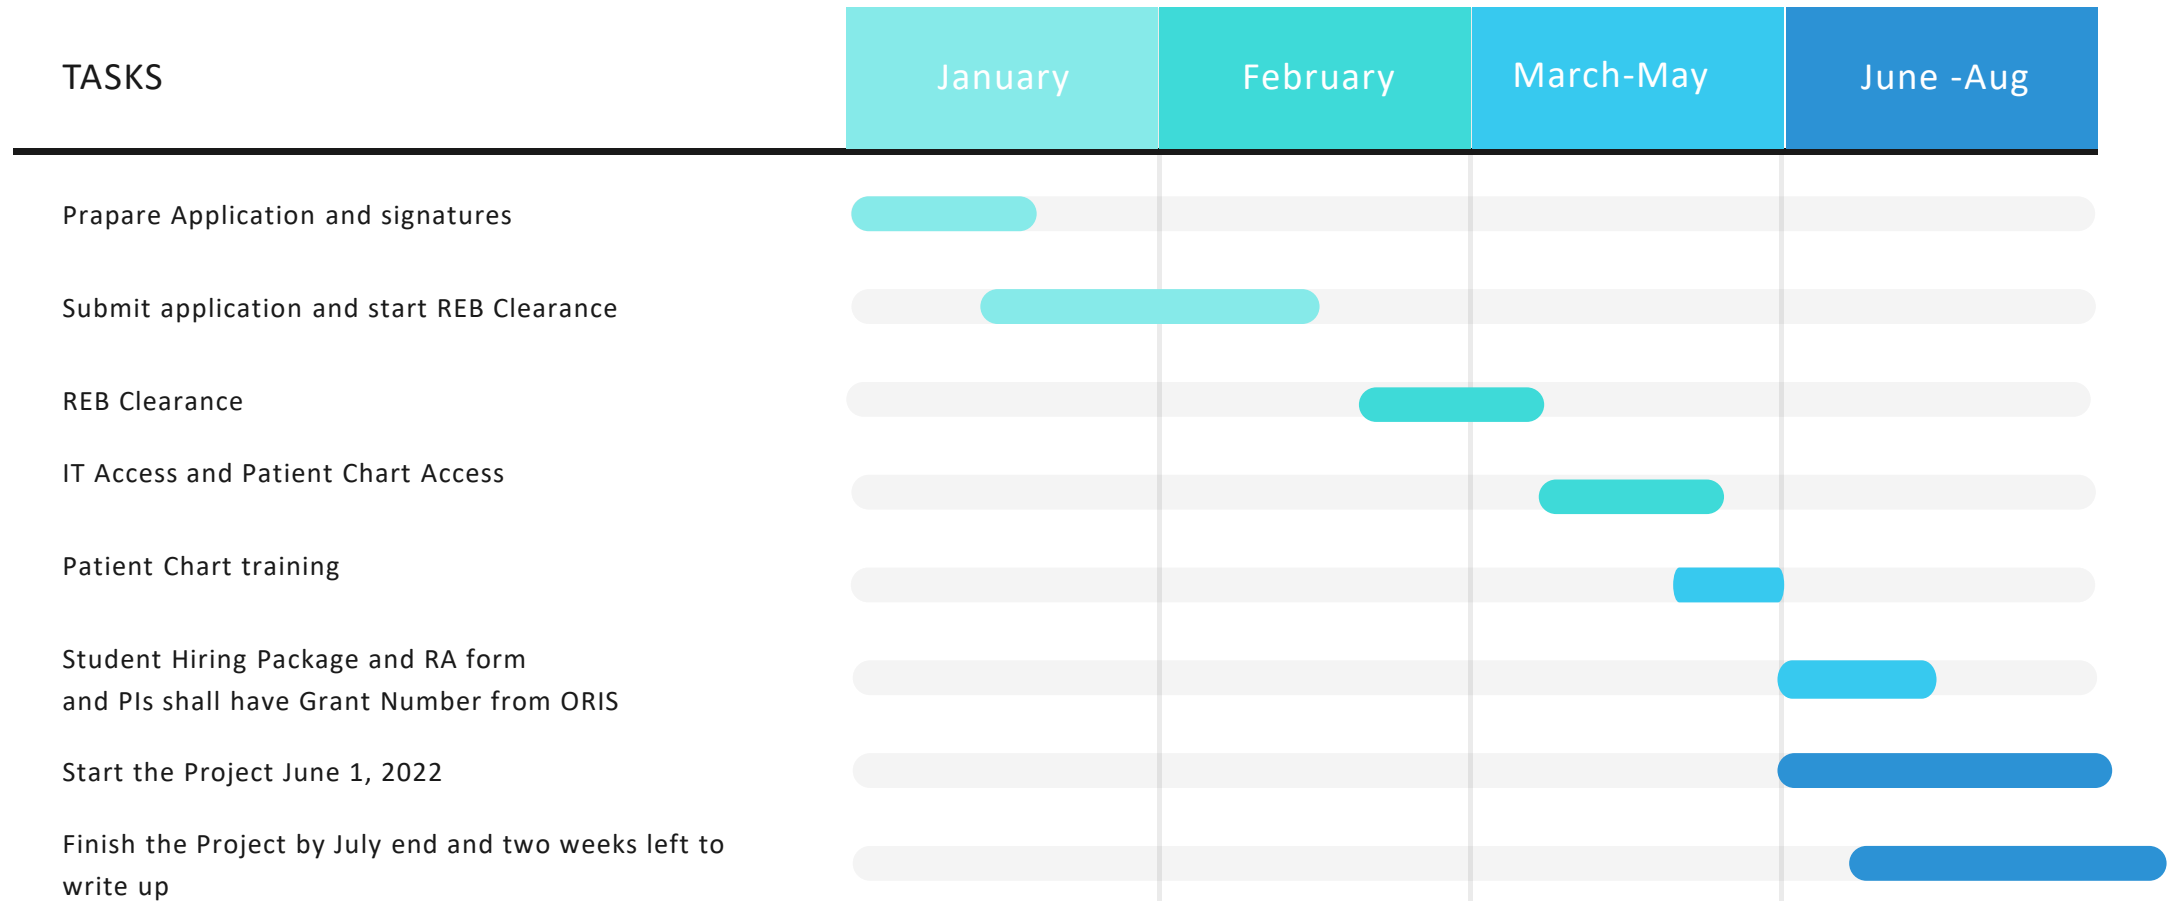 TASKS
January
February
March-May
June -Aug
Prapare Application and signatures
Submit application and start REB Clearance
REB Clearance
IT Access and Patient Chart Access
Patient Chart training
Student Hiring Package and RA form
and PIs shall have Grant Number from ORIS
Start the Project June 1, 2022
Finish the Project by July end and two weeks left to
write up